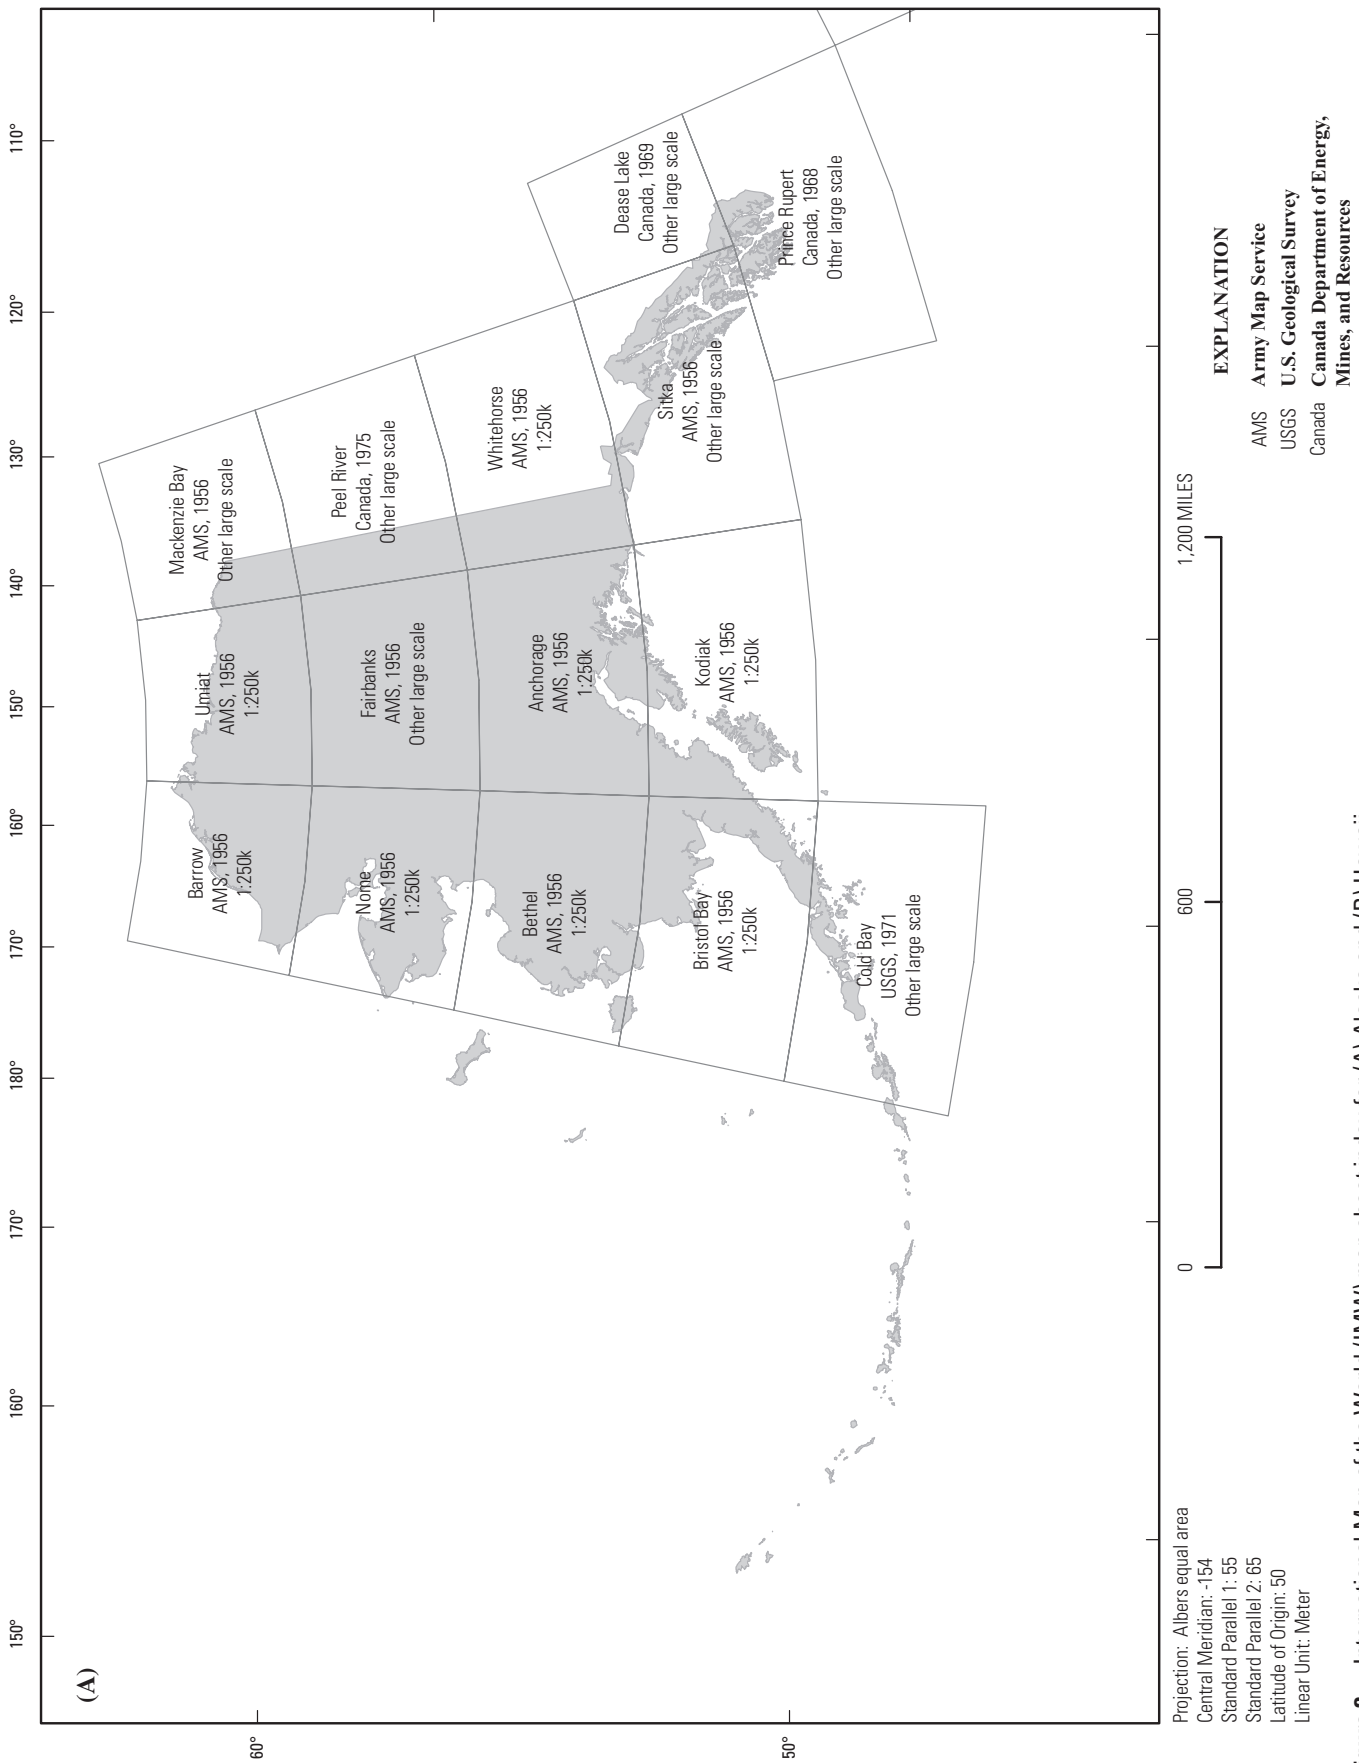 (A)
150°
160°
170°
180°
170°
160°
150°
140°
130°
120°
110°
60°
50°
Barrow
AMS, 1956
1:250k
Umiat
AMS, 1956
1:250k
Mackenzie Bay
AMS, 1956
Other large scale
Nome
AMS, 1956
1:250k
Fairbanks
AMS, 1956
Other large scale
Peel River
Canada, 1975
Other large scale
Bethel
AMS, 1956
1:250k
Anchorage
AMS, 1956
1:250k
Whitehorse
AMS, 1956
1:250k
Dease Lake
Canada, 1969
Other large scale
Bristol Bay
AMS, 1956
1:250k
Kodiak
AMS, 1956
1:250k
Sitka
AMS, 1956
Other large scale
Prince Rupert
Canada, 1968
Other large scale
Cold Bay
USGS, 1971
Other large scale
Projection: Albers equal area
Central Meridian: -154
Standard Parallel 1: 55
Standard Parallel 2: 65
Latitude of Origin: 50
Linear Unit: Meter
0 600 1,200 MILES
EXPLANATION
AMS Army Map Service
USGS U.S. Geological Survey
Canada Canada Department of Energy,
Mines, and Resources